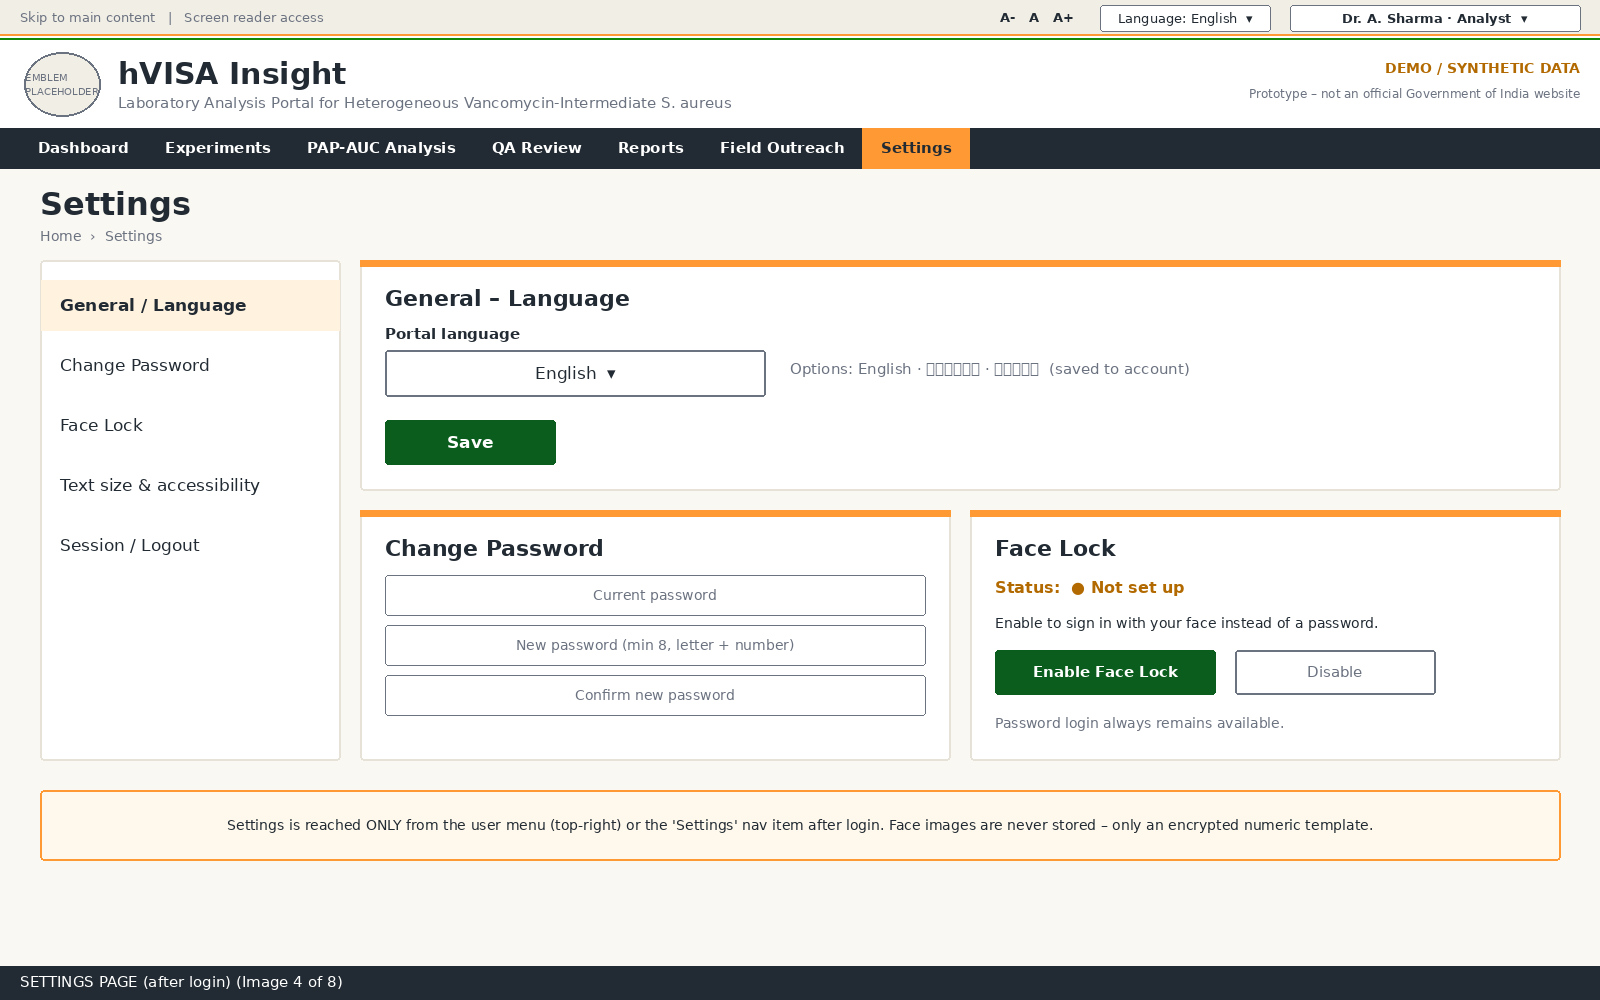 Skip to main content | Screen reader access
A- A A+
Language: English ▾
Dr. A. Sharma · Analyst ▾
EMBLEM
PLACEHOLDER
hVISA Insight
Laboratory Analysis Portal for Heterogeneous Vancomycin-Intermediate S. aureus
DEMO / SYNTHETIC DATA
Prototype – not an official Government of India website
Dashboard Experiments PAP-AUC Analysis QA Review Reports Field Outreach Settings
Settings
Home › Settings
General / Language
Change Password
Face Lock
Text size & accessibility
Session / Logout
General – Language
Portal language
English ▾
Options: English · · (saved to account)
Save
Change Password
Current password
New password (min 8, letter + number)
Confirm new password
Face Lock
Status: ● Not set up
Enable to sign in with your face instead of a password.
Enable Face Lock
Disable
Password login always remains available.
Settings is reached ONLY from the user menu (top-right) or the 'Settings' nav item after login. Face images are never stored – only an encrypted numeric template.
SETTINGS PAGE (after login) (Image 4 of 8)